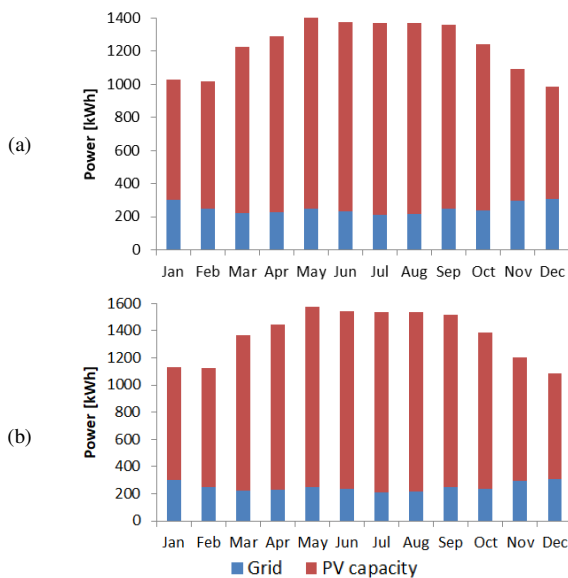 (a)
Power [kWh]
1400
1200
1000
800
600
400
200
0
Jan Feb Mar Apr May Jun Jul Aug Sep Oct Nov Dec
(b)
Power [kWh]
1600
1400
1200
1000
800
600
400
200
0
Jan Feb Mar Apr May Jun Jul Aug Sep Oct Nov Dec
Grid PV capacity